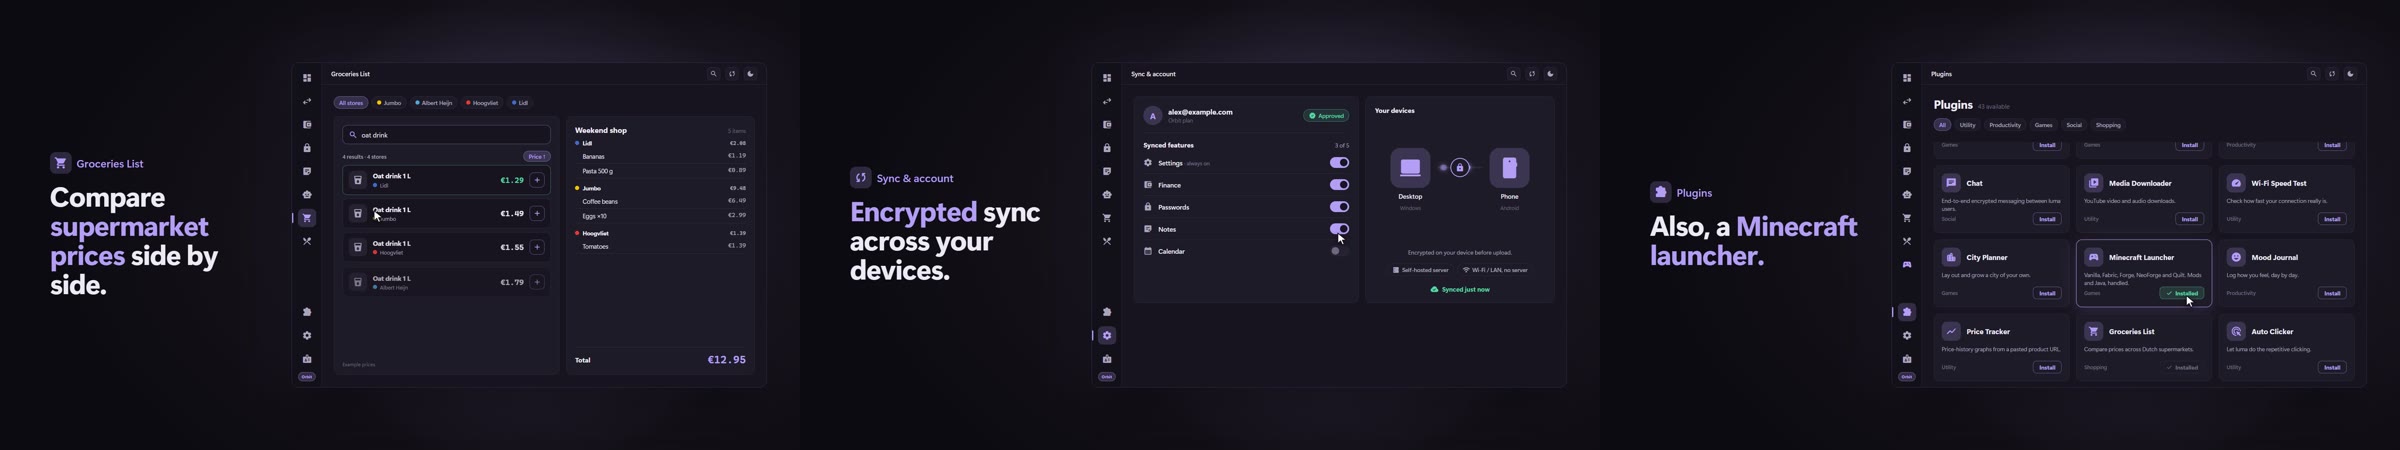 Groceries List
Compare
supermarket
prices side by
side.
Groceries List
All stores
Jumbo
Albert Heijn
Hoogvliet
Lidl
oat drink
4 results · 4 stores
Price ↑
Oat drink 1 L
Lidl
€1.29
Oat drink 1 L
€1.49
Oat drink 1 L
Hoogvliet
€1.55
Oat drink 1 L
Albert Heijn
€1.79
Example prices
Weekend shop
5 items
Lidl
€2.08
Bananas
€1.19
Pasta 500 g
€0.89
Jumbo
€9.48
Coffee beans
€6.49
Eggs ×10
€2.99
Hoogvliet
€1.39
Tomatoes
€1.39
Total
€12.95
Orbit
Sync & account
Encrypted sync
across your
devices.
Sync & account
A
alex@example.com
Orbit plan
Approved
Synced features
3 of 5
Settings always on
Finance
Passwords
Notes
Calendar
Your devices
Desktop
Windows
Phone
Android
Encrypted on your device before upload.
Self-hosted server
Wi-Fi / LAN, no server
Synced just now
Orbit
Plugins
Also, a Minecraft
launcher.
Plugins
Plugins 43 available
All
Utility
Productivity
Games
Social
Shopping
Games
Install
Games
Install
Productivity
Install
Chat
End-to-end encrypted messaging between luma
users.
Social
Install
Media Downloader
YouTube video and audio downloads.
Utility
Install
Wi-Fi Speed Test
Check how fast your connection really is.
Utility
Install
City Planner
Lay out and grow a city of your own.
Games
Install
Minecraft Launcher
Vanilla, Fabric, Forge, NeoForge and Quilt. Mods
and Java, handled.
Games
Installed
Mood Journal
Log how you feel, day by day.
Productivity
Install
Price Tracker
Price-history graphs from a pasted product URL.
Utility
Install
Groceries List
Compare prices across Dutch supermarkets.
Shopping
Installed
Auto Clicker
Let luma do the repetitive clicking.
Utility
Install
Orbit